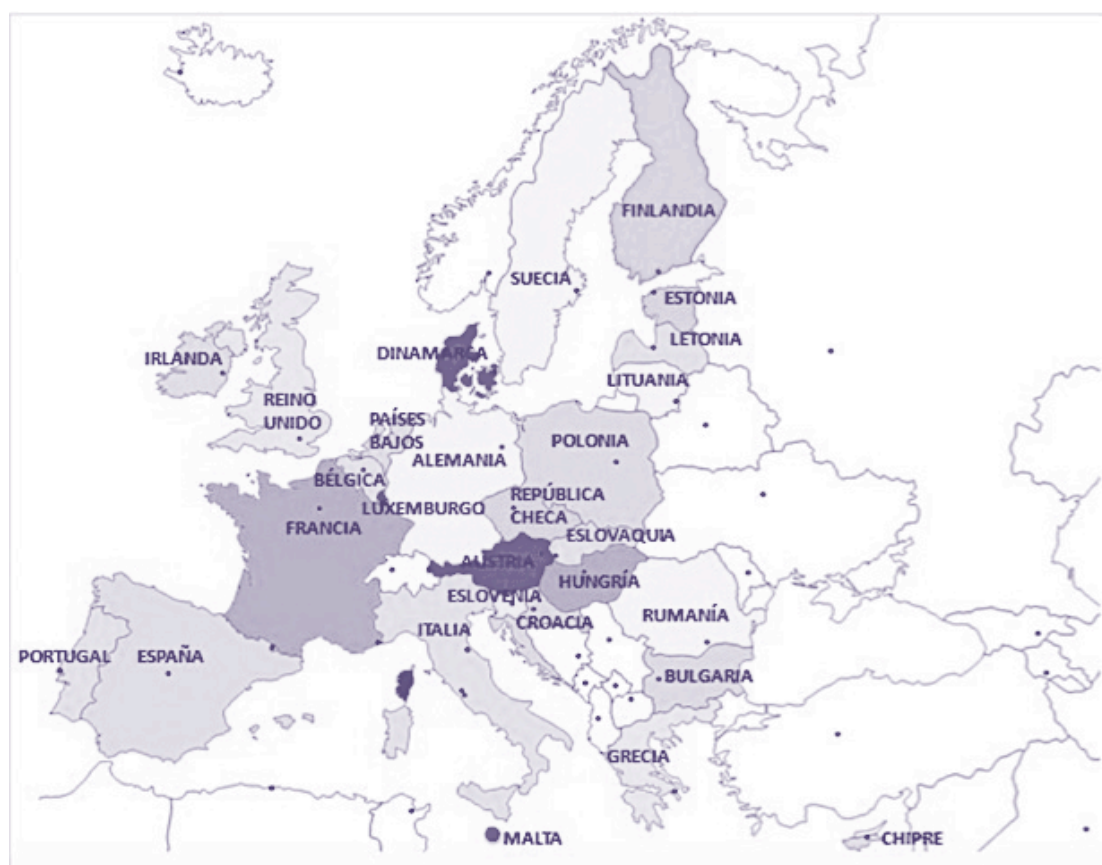 FINLANDIA
SUECIA
ESTONIA
LETONIA
DINAMARCA
IRLANDA
LITUANIA
REINO
UNIDO
PAÍSES
BAJOS
POLONIA
ALEMANIA
BÉLGICA
LUXEMBURGO
REPÚBLICA
CHECA
FRANCIA
ESLOVAQUIA
AUSTRIA
HUNGRÍA
ESLOVENIA
RUMANÍA
CROACIA
ITALIA
PORTUGAL
ESPAÑA
BULGARIA
GRECIA
MALTA
CHIPRE